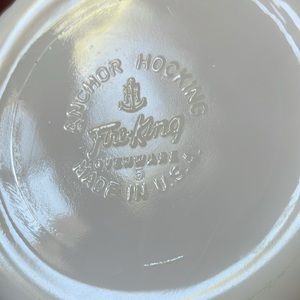 ANCHOR HOCKING
Fire-King
OVENWARE
5
MADE IN U.S.A.